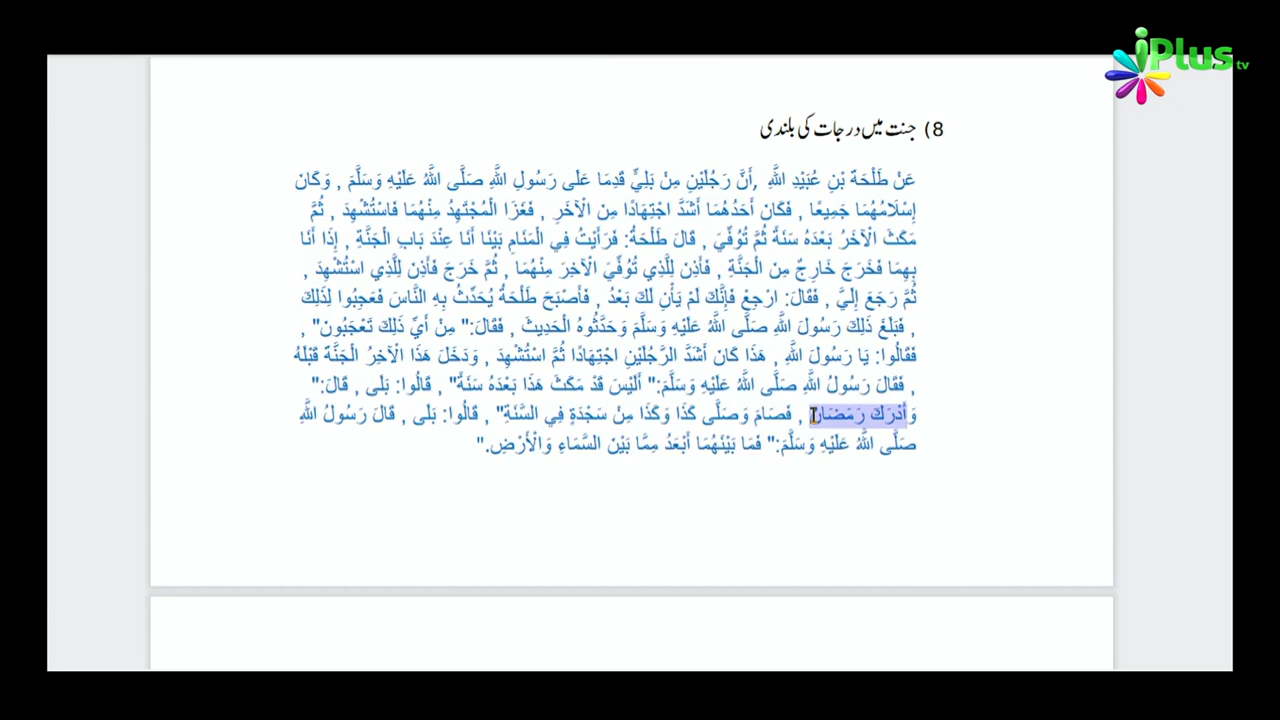 iPlus tv
8) جنت میں درجات کی بلندی
عَنْ طَلْحَةَ بْنِ عُبَيْدِ اللَّهِ ,أَنَّ رَجُلَيْنِ مِنْ بَلِيٍّ قَدِمَا عَلَى رَسُولِ اللَّهِ صَلَّى اللَّهُ عَلَيْهِ وَسَلَّمَ , وَكَانَ
إِسْلَامُهُمَا جَمِيعًا , فَكَانَ أَحَدُهُمَا أَشَدَّ اجْتِهَادًا مِنَ الْآخَرِ , فَغَزَا الْمُجْتَهِدُ مِنْهُمَا فَاسْتُشْهِدَ , ثُمَّ
مَكَثَ الْآخَرُ بَعْدَهُ سَنَةً ثُمَّ تُوُفِّيَ , قَالَ طَلْحَةُ: فَرَأَيْتُ فِي الْمَنَامِ بَيْنَا أَنَا عِنْدَ بَابِ الْجَنَّةِ , إِذَا أَنَا
بِهِمَا فَخَرَجَ خَارِجٌ مِنَ الْجَنَّةِ , فَأَذِنَ لِلَّذِي تُوُفِّيَ الْآخِرَ مِنْهُمَا , ثُمَّ خَرَجَ فَأَذِنَ لِلَّذِي اسْتُشْهِدَ ,
ثُمَّ رَجَعَ إِلَيَّ , فَقَالَ: ارْجِعْ فَإِنَّكَ لَمْ يَأْنِ لَكَ بَعْدُ , فَأَصْبَحَ طَلْحَةُ يُحَدِّثُ بِهِ النَّاسَ فَعَجِبُوا لِذَلِكَ
, فَبَلَغَ ذَلِكَ رَسُولَ اللَّهِ صَلَّى اللَّهُ عَلَيْهِ وَسَلَّمَ وَحَدَّثُوهُ الْحَدِيثَ , فَقَالَ:" مِنْ أَيِّ ذَلِكَ تَعْجَبُونَ" ,
فَقَالُوا: يَا رَسُولَ اللَّهِ , هَذَا كَانَ أَشَدَّ الرَّجُلَيْنِ اجْتِهَادًا ثُمَّ اسْتُشْهِدَ , وَدَخَلَ هَذَا الْآخِرُ الْجَنَّةَ قَبْلَهُ
, فَقَالَ رَسُولُ اللَّهِ صَلَّى اللَّهُ عَلَيْهِ وَسَلَّمَ:" أَلَيْسَ قَدْ مَكَثَ هَذَا بَعْدَهُ سَنَةً" , قَالُوا: بَلَى , قَالَ:"
وَأَدْرَكَ رَمَضَانَ , فَصَامَ وَصَلَّى كَذَا وَكَذَا مِنْ سَجْدَةٍ فِي السَّنَةِ" , قَالُوا: بَلَى , قَالَ رَسُولُ اللَّهِ
صَلَّى اللَّهُ عَلَيْهِ وَسَلَّمَ:" فَمَا بَيْنَهُمَا أَبْعَدُ مِمَّا بَيْنَ السَّمَاءِ وَالْأَرْضِ."